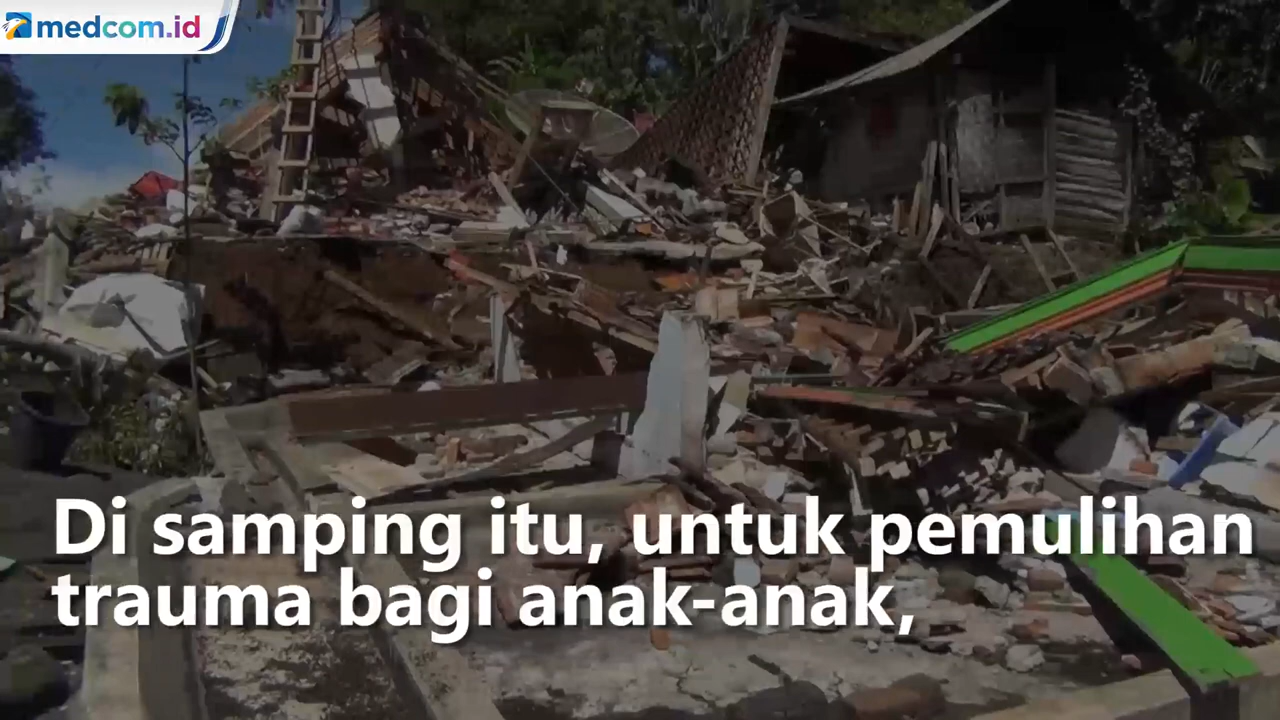 medcom.id
Di samping itu, untuk pemulihan
trauma bagi anak-anak,